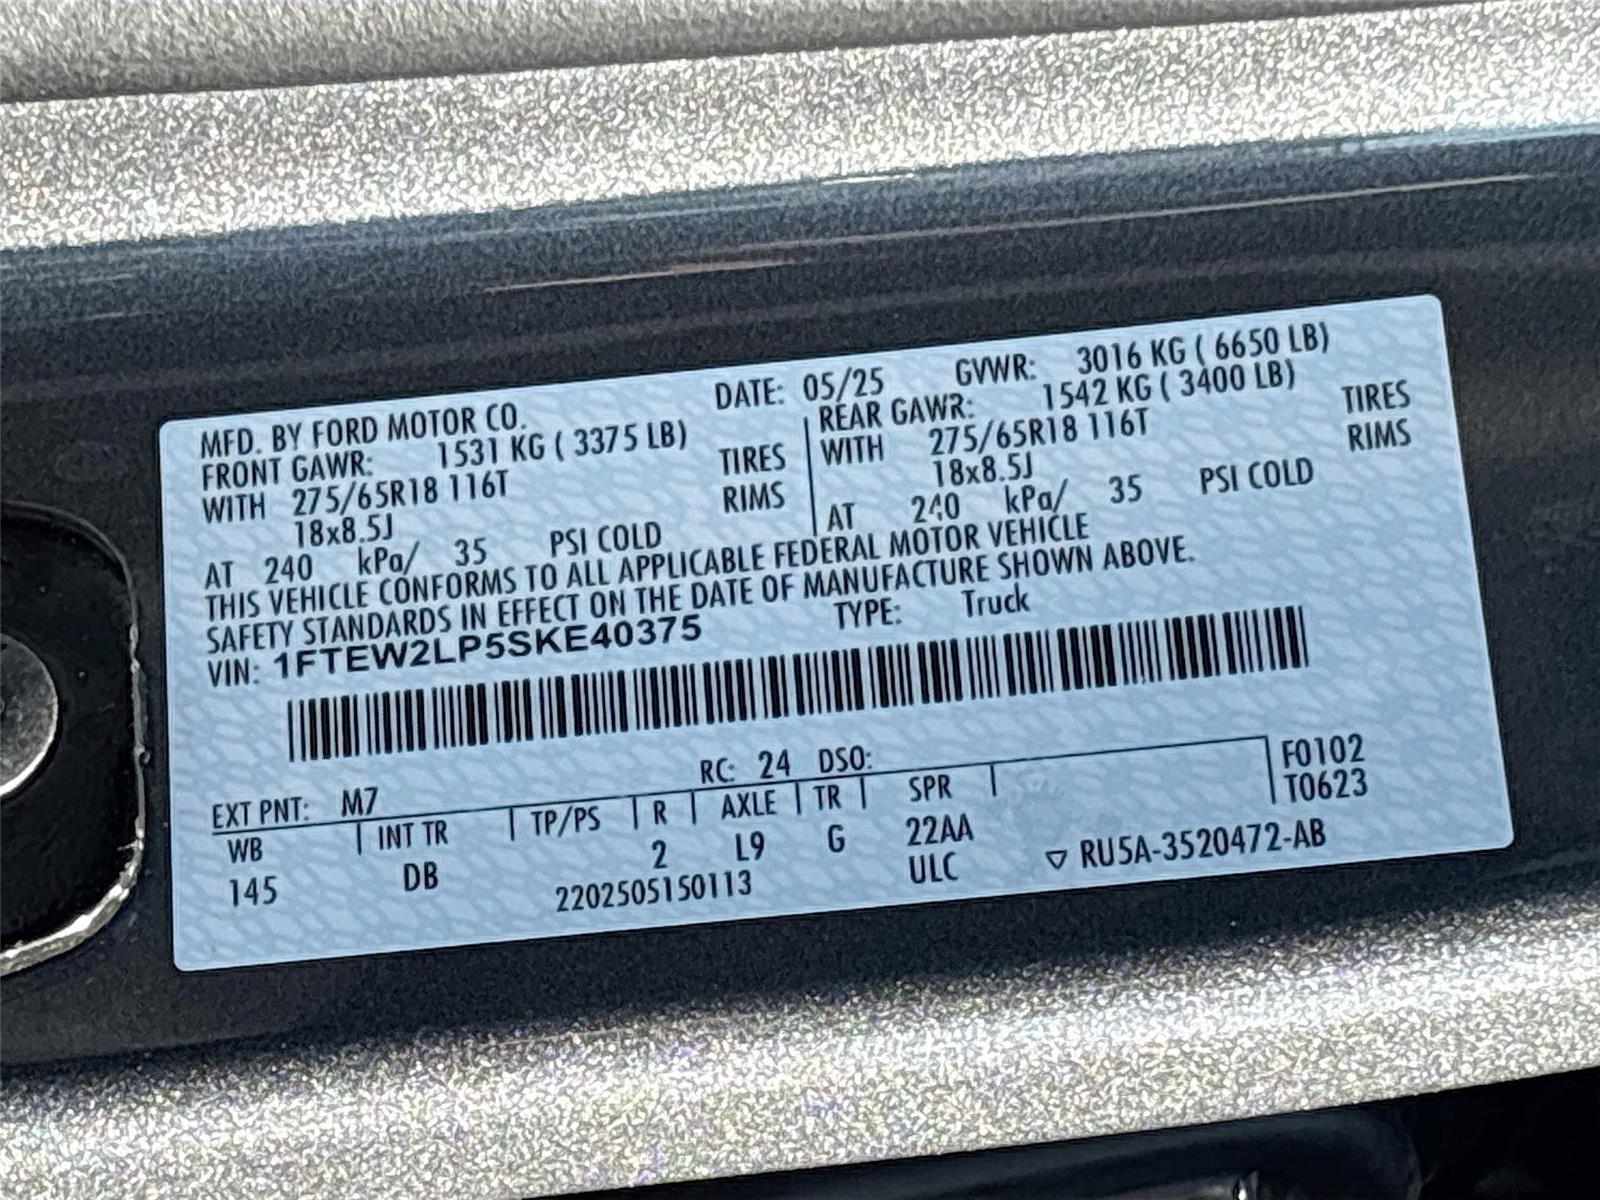 MFD. BY FORD MOTOR CO. DATE: 05/25 GVWR: 3016 KG ( 6650 LB)
FRONT GAWR: 1531 KG ( 3375 LB) REAR GAWR: 1542 KG ( 3400 LB)
WITH 275/65R18 116T TIRES WITH 275/65R18 116T TIRES
18x8.5J RIMS 18x8.5J RIMS
AT 240 kPa/ 35 PSI COLD AT 240 kPa/ 35 PSI COLD
THIS VEHICLE CONFORMS TO ALL APPLICABLE FEDERAL MOTOR VEHICLE
SAFETY STANDARDS IN EFFECT ON THE DATE OF MANUFACTURE SHOWN ABOVE.
VIN: 1FTEW2LP5SKE40375 TYPE: Truck
EXT PNT: M7 RC: 24 DSO: F0102
WB INT TR TP/PS R AXLE TR SPR T0623
145 DB 2 L9 G 22AA
2202505150113 ULC RU5A-3520472-AB